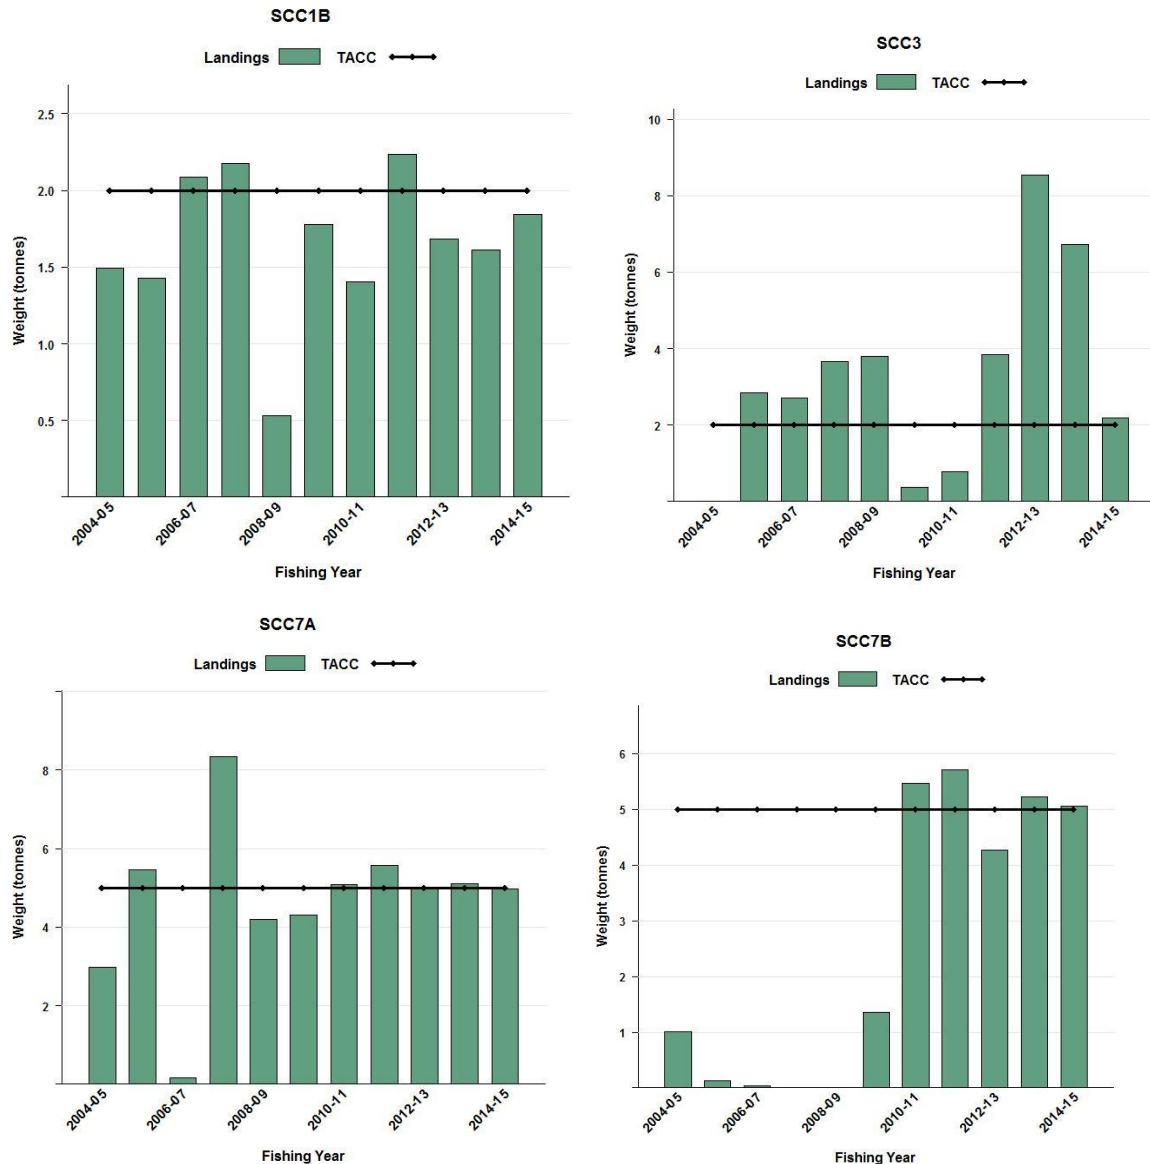 SCC1B
Landings TACC
Weight (tonnes)
2.5
2.0
1.5
1.0
0.5
2004-05 2006-07 2008-09 2010-11 2012-13 2014-15
Fishing Year
SCC3
Landings TACC
Weight (tonnes)
10
8
6
4
2
2004-05 2006-07 2008-09 2010-11 2012-13 2014-15
Fishing Year
SCC7A
Landings TACC
Weight (tonnes)
8
6
4
2
2004-05 2006-07 2008-09 2010-11 2012-13 2014-15
Fishing Year
SCC7B
Landings TACC
Weight (tonnes)
6
5
4
3
2
1
2004-05 2006-07 2008-09 2010-11 2012-13 2014-15
Fishing Year